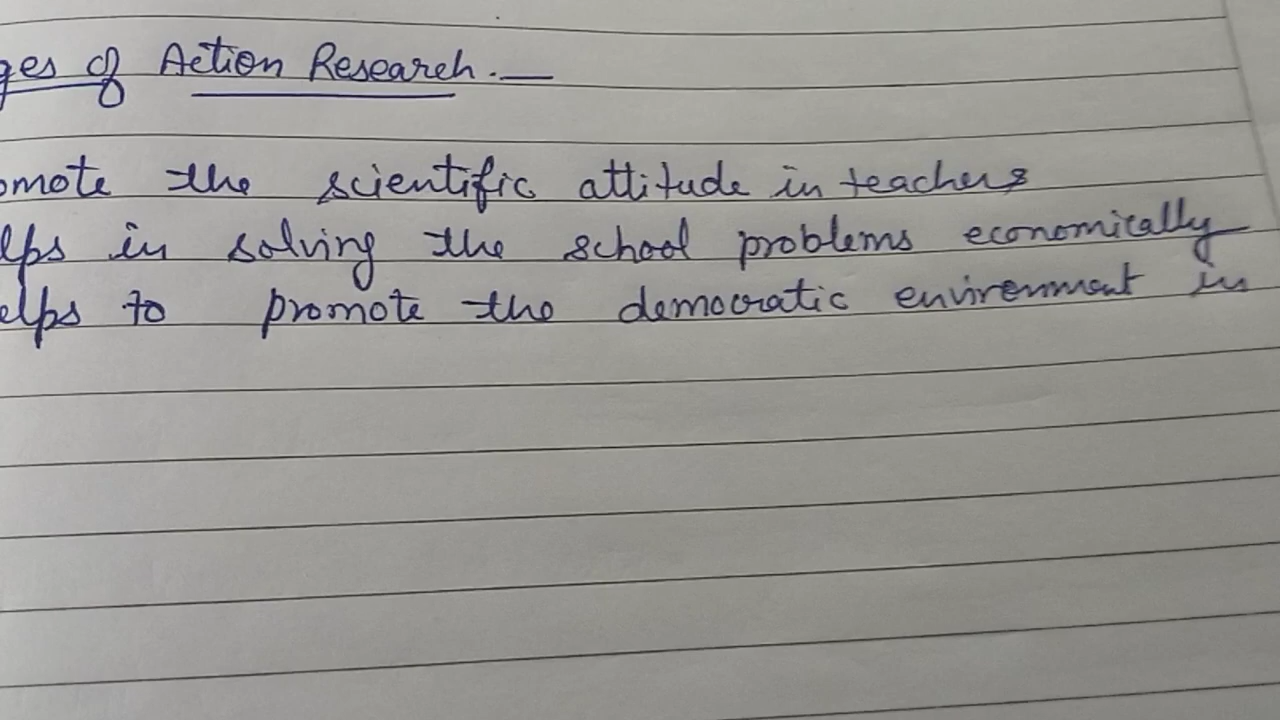 ges of Action Research.—
omote the scientific attitude in teachers
lps in solving the school problems economically
elps to promote the democratic envirenment in